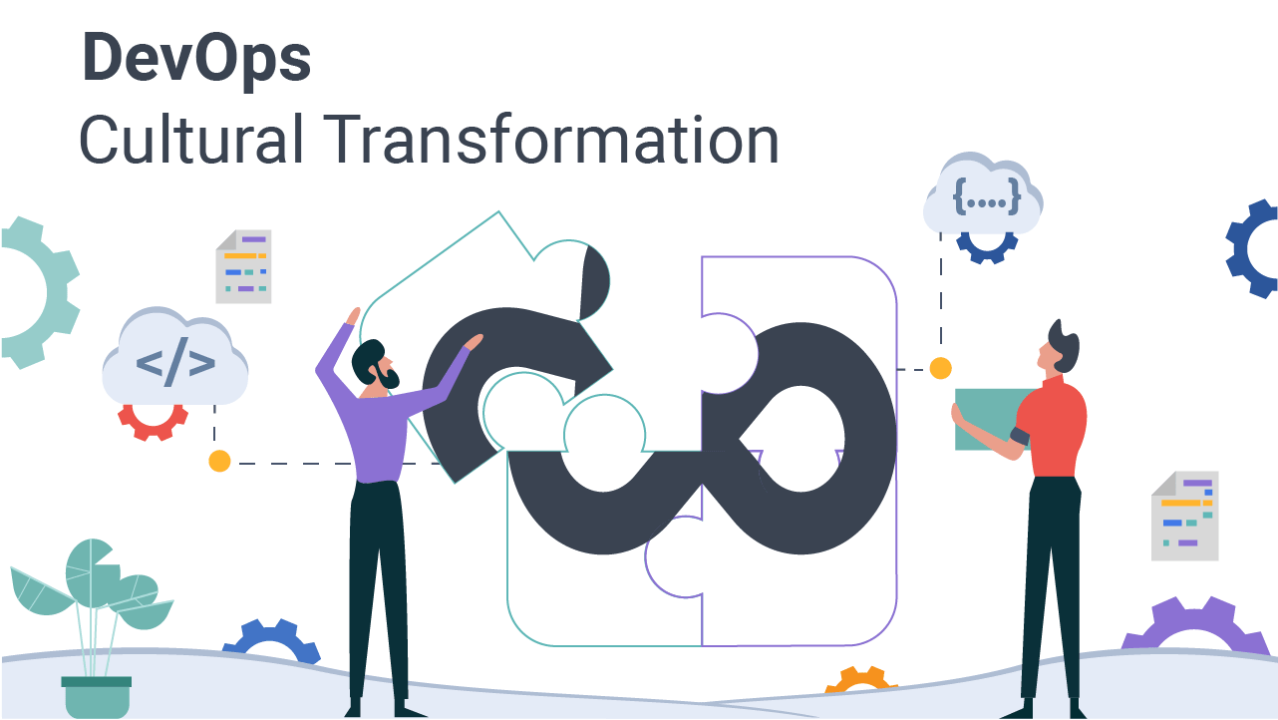 DevOps
Cultural Transformation
{....}
</>